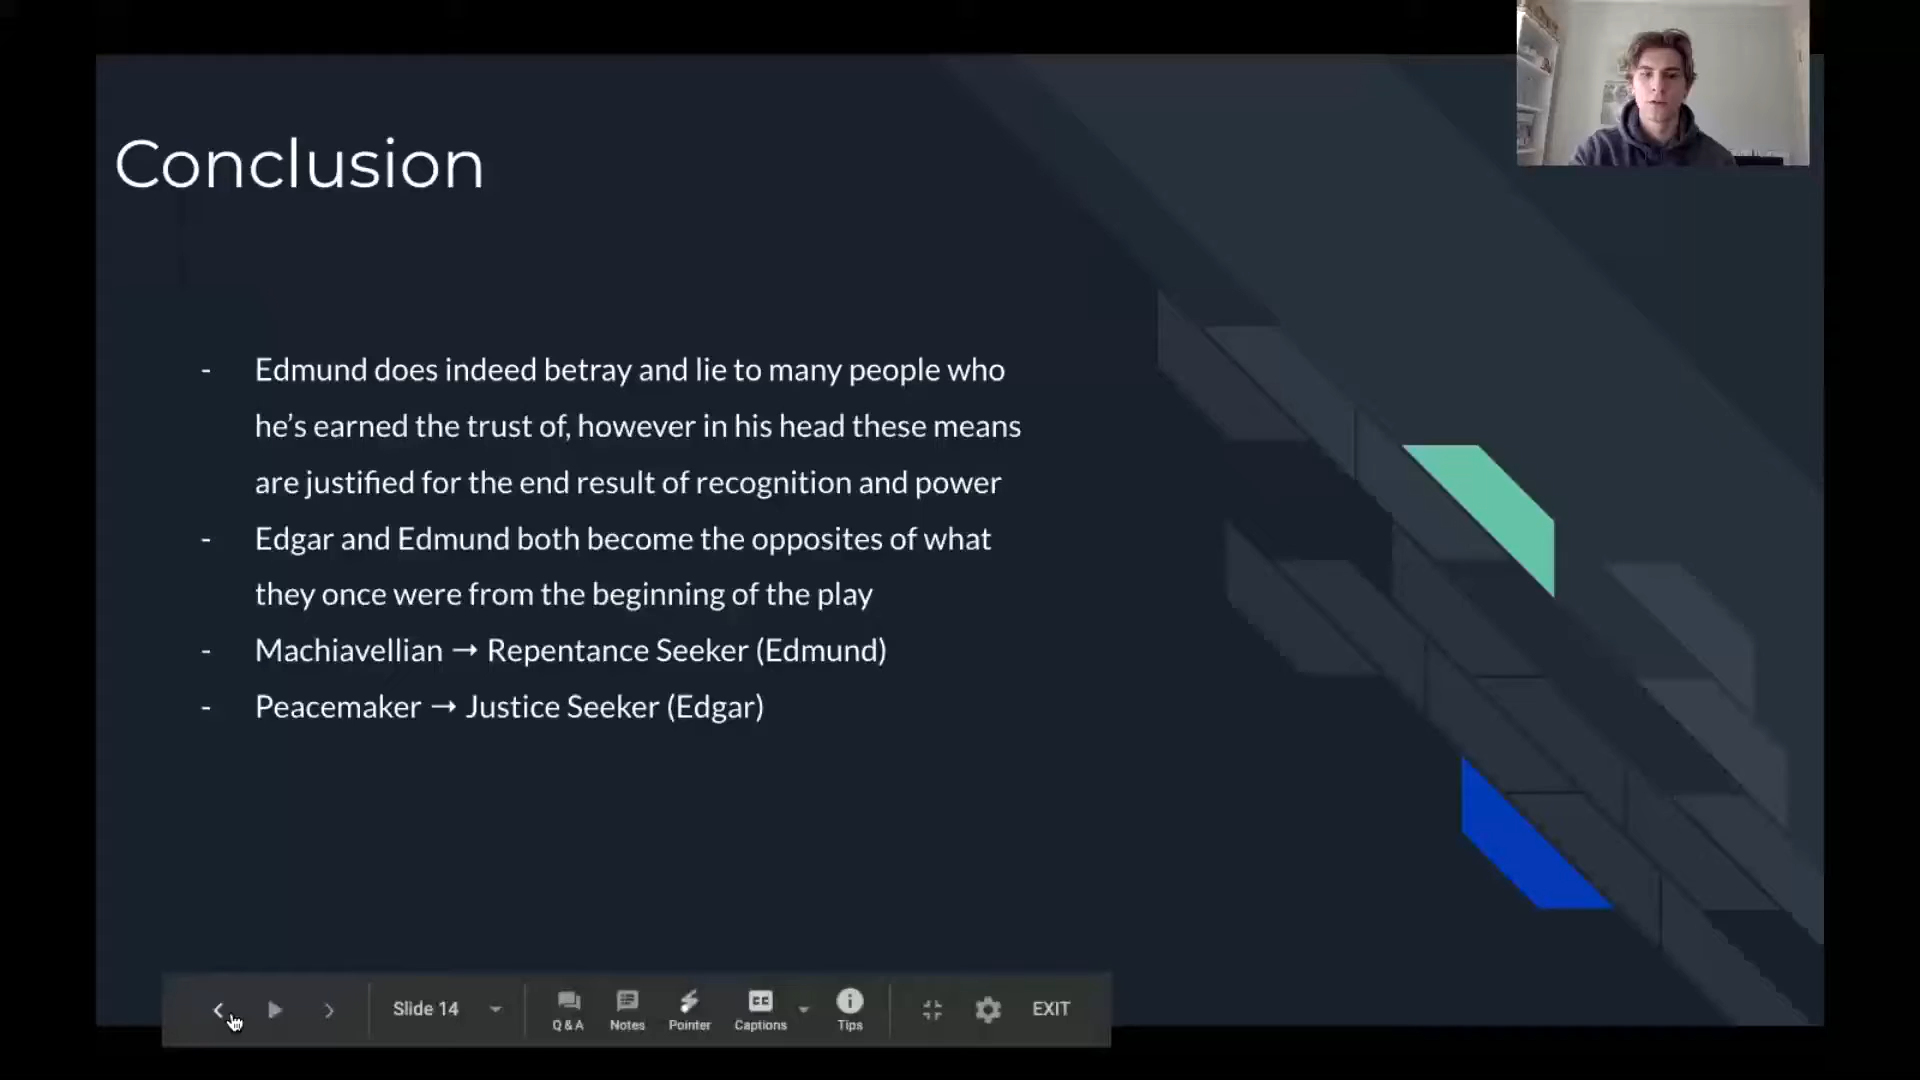 Conclusion
- Edmund does indeed betray and lie to many people who
he’s earned the trust of, however in his head these means
are justified for the end result of recognition and power
- Edgar and Edmund both become the opposites of what
they once were from the beginning of the play
- Machiavellian → Repentance Seeker (Edmund)
- Peacemaker → Justice Seeker (Edgar)
Slide 14
Q & A
Notes
Pointer
CC
Captions
Tips
EXIT